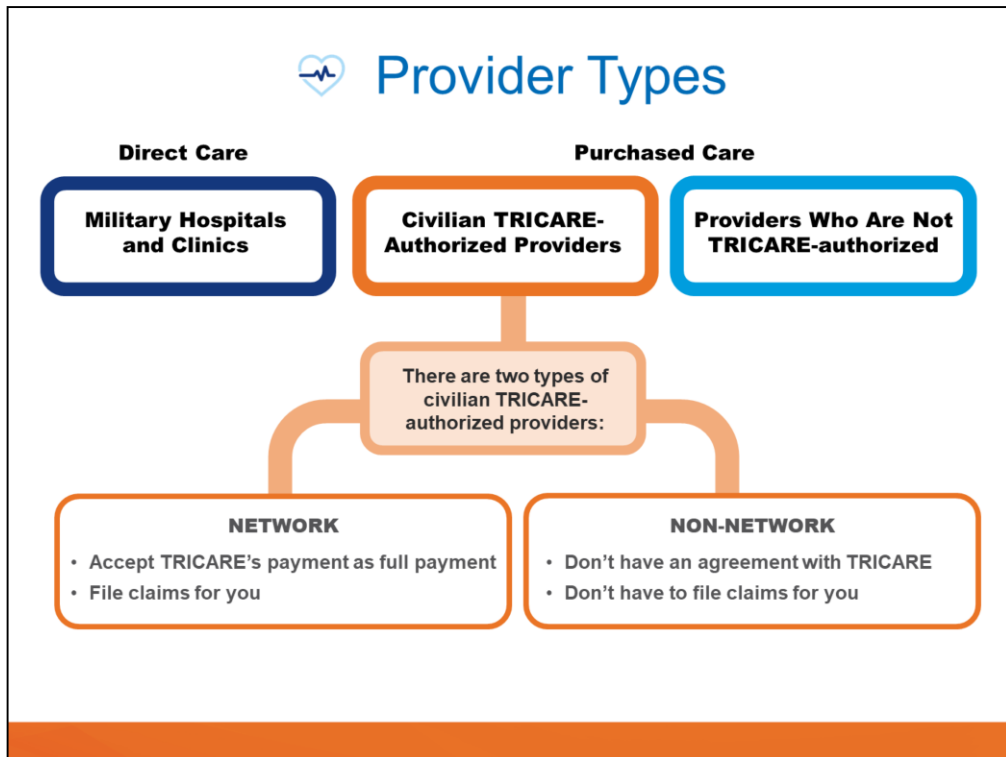 Provider Types
Direct Care
Purchased Care
Military Hospitals
and Clinics
Civilian TRICARE-
Authorized Providers
Providers Who Are Not
TRICARE-authorized
There are two types of
civilian TRICARE-
authorized providers:
NETWORK
• Accept TRICARE’s payment as full payment
• File claims for you
NON-NETWORK
• Don’t have an agreement with TRICARE
• Don’t have to file claims for you